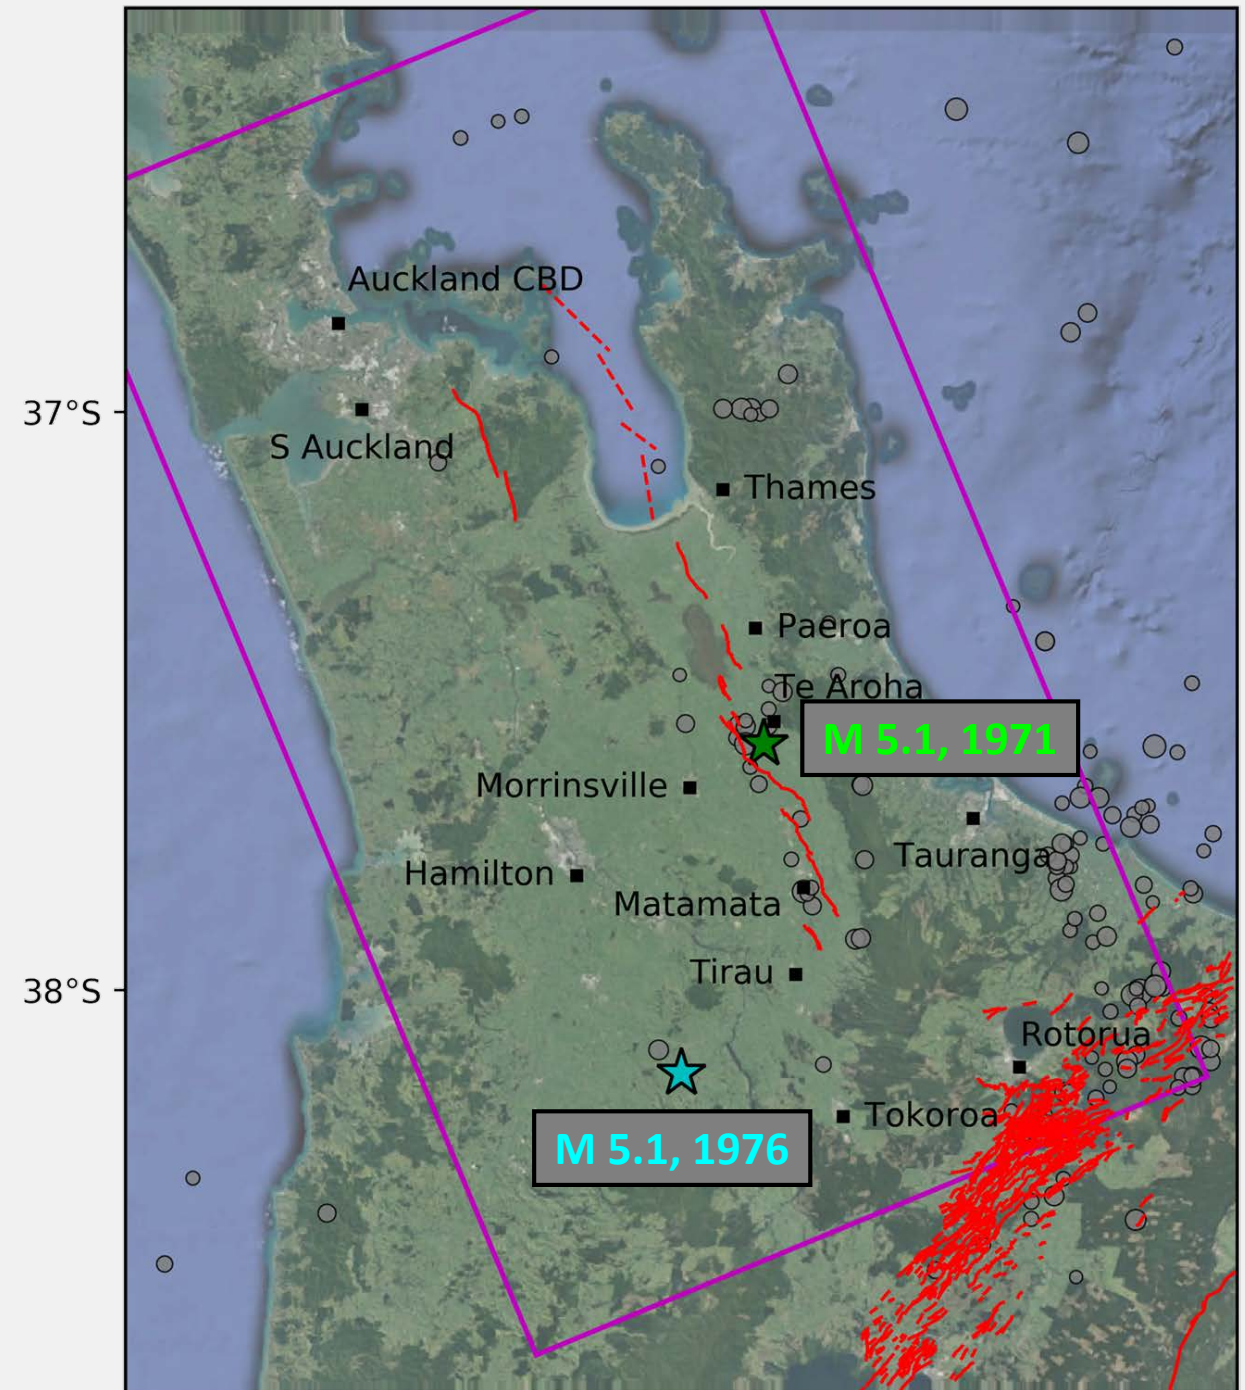 Auckland CBD
37°S
S Auckland
Thames
Paeroa
Te Aroha
M 5.1, 1971
Morrinsville
Tauranga
Hamilton
Matamata
Tirau
38°S
Rotorua
Tokoroa
M 5.1, 1976